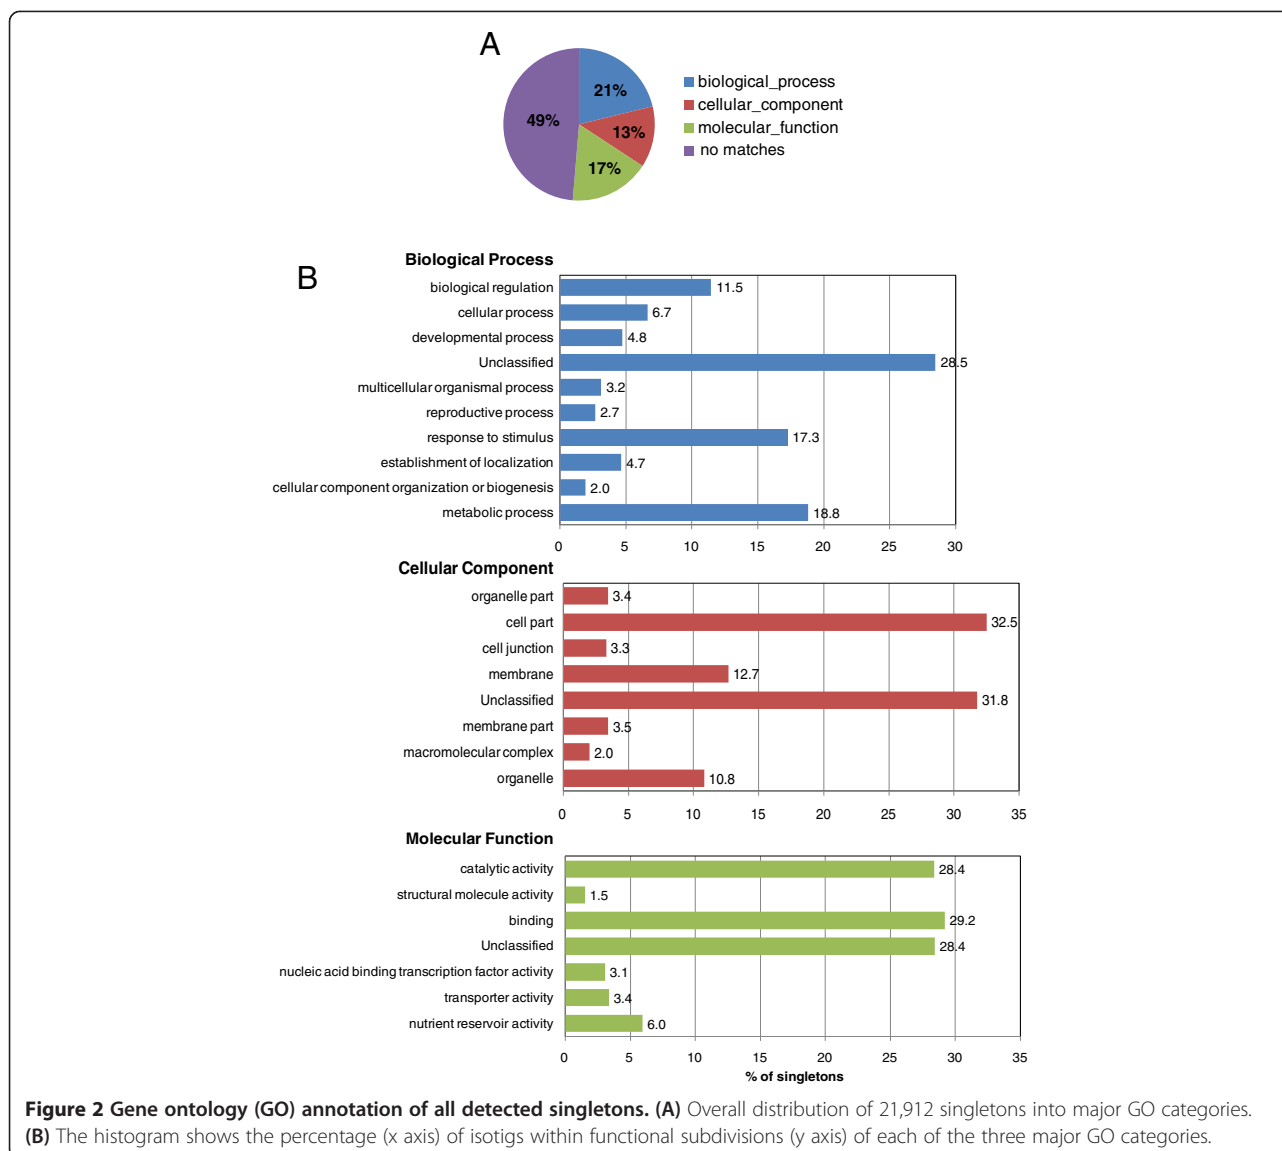 A
21%
13%
17%
49%
biological_process
cellular_component
molecular_function
no matches
B
Biological Process
biological regulation 11.5
cellular process 6.7
developmental process 4.8
Unclassified 28.5
multicellular organismal process 3.2
reproductive process 2.7
response to stimulus 17.3
establishment of localization 4.7
cellular component organization or biogenesis 2.0
metabolic process 18.8
0 5 10 15 20 25 30
Cellular Component
organelle part 3.4
cell part 32.5
cell junction 3.3
membrane 12.7
Unclassified 31.8
membrane part 3.5
macromolecular complex 2.0
organelle 10.8
0 5 10 15 20 25 30 35
Molecular Function
catalytic activity 28.4
structural molecule activity 1.5
binding 29.2
Unclassified 28.4
nucleic acid binding transcription factor activity 3.1
transporter activity 3.4
nutrient reservoir activity 6.0
0 5 10 15 20 25 30 35
% of singletons
Figure 2 Gene ontology (GO) annotation of all detected singletons. (A) Overall distribution of 21,912 singletons into major GO categories.
(B) The histogram shows the percentage (x axis) of isotigs within functional subdivisions (y axis) of each of the three major GO categories.